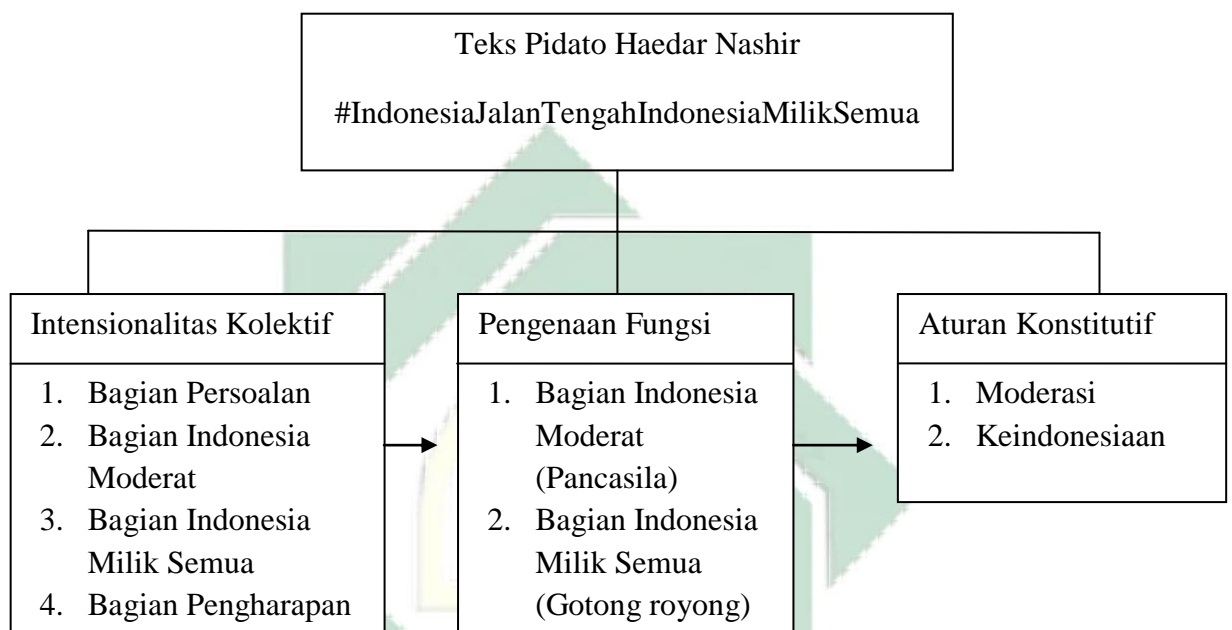 Teks Pidato Haedar Nashir
#IndonesiaJalanTengahIndonesiaMilikSemua
Intensionalitas Kolektif
1. Bagian Persoalan
2. Bagian Indonesia
Moderat
3. Bagian Indonesia
Milik Semua
4. Bagian Pengharapan
Pengenaan Fungsi
1. Bagian Indonesia
Moderat
(Pancasila)
2. Bagian Indonesia
Milik Semua
(Gotong royong)
Aturan Konstitutif
1. Moderasi
2. Keindonesiaan